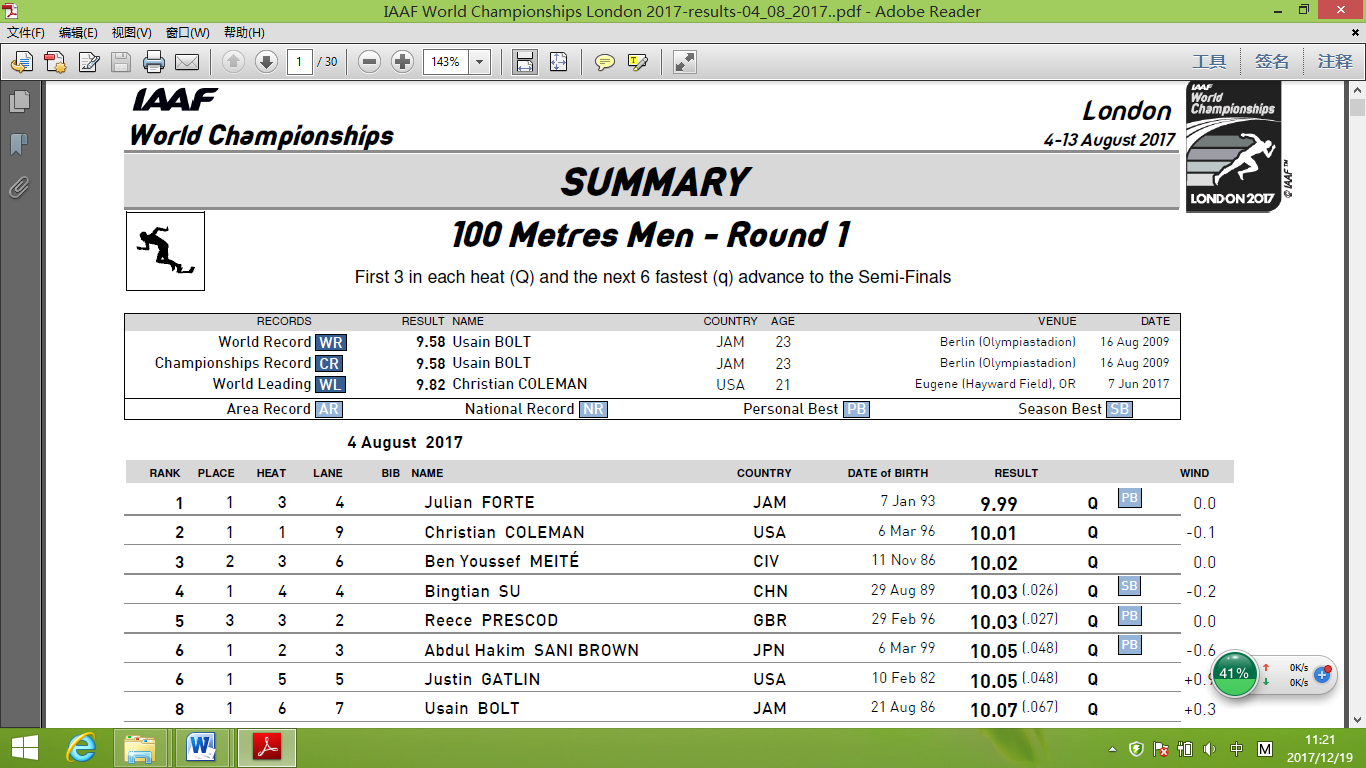 IAAF World Championships London 2017-results-04_08_2017..pdf - Adobe Reader
文件(F) 编辑(E) 视图(V) 窗口(W) 帮助(H)
1 / 30 143% 工具 签名 注释
IAAF
World Championships
London
4-13 August 2017
IAAF
World
Championships
LONDON 2017
© IAAF™
SUMMARY
100 Metres Men - Round 1
First 3 in each heat (Q) and the next 6 fastest (q) advance to the Semi-Finals
RECORDS RESULT NAME COUNTRY AGE VENUE DATE
World Record WR 9.58 Usain BOLT JAM 23 Berlin (Olympiastadion) 16 Aug 2009
Championships Record CR 9.58 Usain BOLT JAM 23 Berlin (Olympiastadion) 16 Aug 2009
World Leading WL 9.82 Christian COLEMAN USA 21 Eugene (Hayward Field), OR 7 Jun 2017
Area Record AR National Record NR Personal Best PB Season Best SB
4 August 2017
RANK PLACE HEAT LANE BIB NAME COUNTRY DATE of BIRTH RESULT WIND
1 1 3 4 Julian FORTE JAM 7 Jan 93 9.99 Q PB 0.0
2 1 1 9 Christian COLEMAN USA 6 Mar 96 10.01 Q -0.1
3 2 3 6 Ben Youssef MEITÉ CIV 11 Nov 86 10.02 Q 0.0
4 1 4 4 Bingtian SU CHN 29 Aug 89 10.03 (.026) Q SB -0.2
5 3 3 2 Reece PRESCOD GBR 29 Feb 96 10.03 (.027) Q PB 0.0
6 1 2 3 Abdul Hakim SANI BROWN JPN 6 Mar 99 10.05 (.048) Q PB -0.6
6 1 5 5 Justin GATLIN USA 10 Feb 82 10.05 (.048) Q
8 1 6 7 Usain BOLT JAM 21 Aug 86 10.07 (.067) Q +0.3
41% 0K/s
0K/s
中 M
11:21
2017/12/19